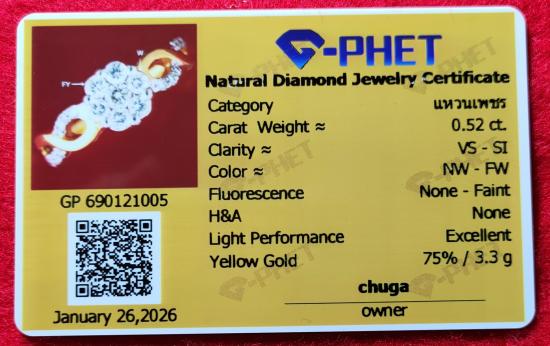 G-PHET
Natural Diamond Jewelry Certificate
W
FY
Category แหวนเพชร
Carat Weight ≈ 0.52 ct.
Clarity ≈ VS - SI
Color ≈ NW - FW
Fluorescence None - Faint
H&A None
Light Performance Excellent
Yellow Gold 75% / 3.3 g
GP 690121005
January 26,2026
chuga
owner